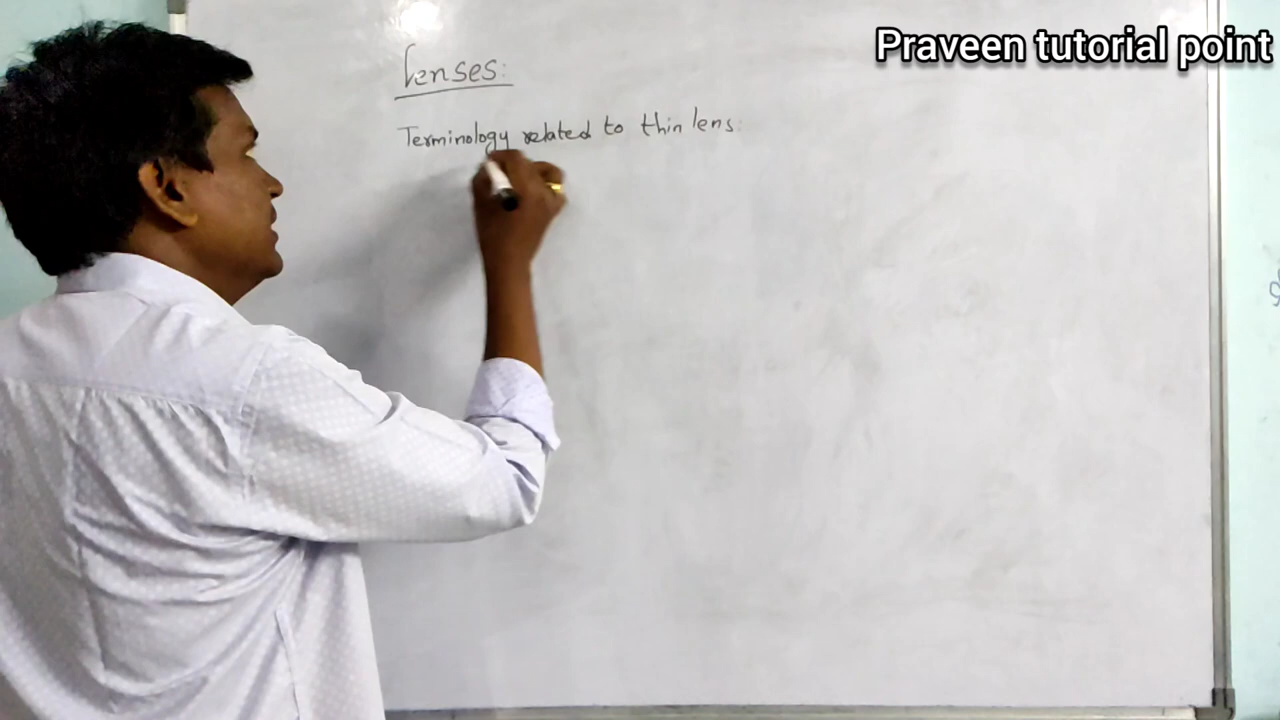 Praveen tutorial point
Lenses:
Terminology related to thin lens: